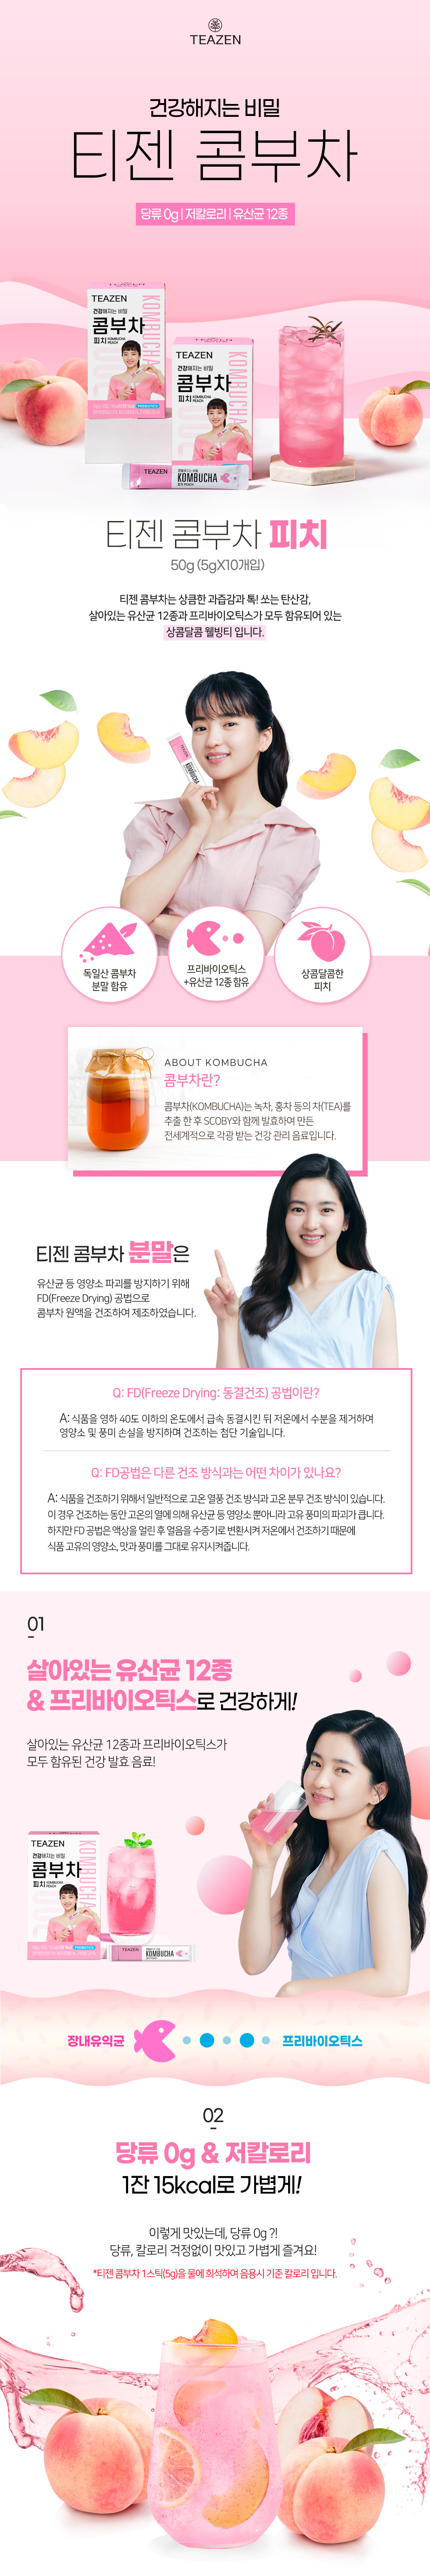 TEAZEN
건강해지는 비밀
티젠 콤부차
당류 0g | 저칼로리 | 유산균 12종
TEAZEN
건강해지는 비밀
콤부차
피치 KOMBUCHA PEACH
KOMBUCHA
TEAZEN
건강해지는 비밀
콤부차
피치 KOMBUCHA PEACH
KOMBUCHA
TEAZEN
KOMBUCHA
티젠 콤부차 피치
50g (5gX10개입)
티젠 콤부차는 상큼한 과즙감과 톡! 쏘는 탄산감,
살아있는 유산균 12종과 프리바이오틱스가 모두 함유되어 있는
상콤달콤 웰빙티 입니다.
KOMBUCHA
독일산 콤부차
분말 함유
프리바이오틱스
+유산균 12종 함유
상콤달콤한
피치
ABOUT KOMBUCHA
콤부차란?
콤부차(KOMBUCHA)는 녹차, 홍차 등의 차(TEA)를
추출 한 후 SCOBY와 함께 발효하여 만든
전세계적으로 각광 받는 건강 관리 음료입니다.
티젠 콤부차 분말은
유산균 등 영양소 파괴를 방지하기 위해
FD(Freeze Drying) 공법으로
콤부차 원액을 건조하여 제조하였습니다.
Q: FD(Freeze Drying: 동결건조) 공법이란?
A: 식품을 영하 40도 이하의 온도에서 급속 동결시킨 뒤 저온에서 수분을 제거하여
영양소 및 풍미 손실을 방지하며 건조하는 첨단 기술입니다.
Q: FD공법은 다른 건조 방식과는 어떤 차이가 있나요?
A: 식품을 건조하기 위해서 일반적으로 고온 열풍 건조 방식과 고온 분무 건조 방식이 있습니다.
이 경우 건조하는 동안 고온의 열에 의해 유산균 등 영양소 뿐아니라 고유 풍미의 파괴가 큽니다.
하지만 FD 공법은 액상을 얼린 후 얼음을 수증기로 변환시켜 저온에서 건조하기 때문에
식품 고유의 영양소, 맛과 풍미를 그대로 유지시켜줍니다.
01
살아있는 유산균 12종
& 프리바이오틱스로 건강하게!
살아있는 유산균 12종과 프리바이오틱스가
모두 함유된 건강 발효 음료!
TEAZEN
건강해지는 비밀
콤부차
피치 KOMBUCHA PEACH
KOMBUCHA
TEAZEN
KOMBUCHA
장내유익균
프리바이오틱스
02
당류 0g & 저칼로리
1잔 15kcal로 가볍게!
이렇게 맛있는데, 당류 0g ?!
당류, 칼로리 걱정없이 맛있고 가볍게 즐겨요!
*티젠 콤부차 1스틱(5g)을 물에 희석하여 음용시 기준 칼로리 입니다.